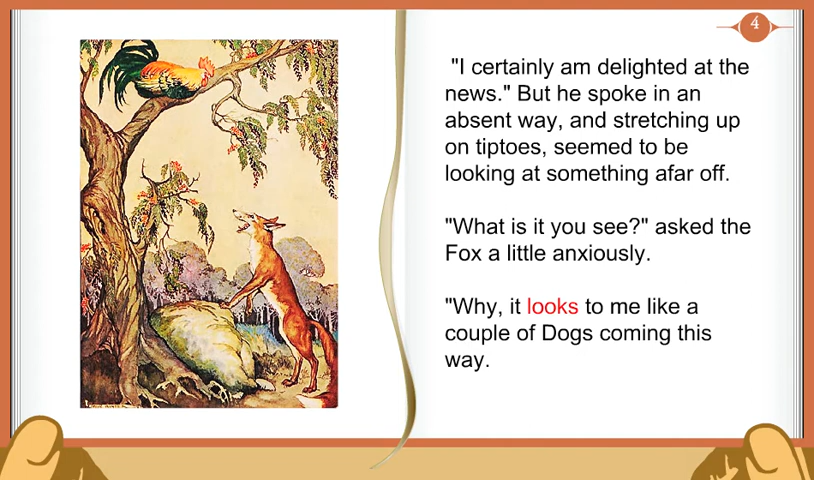 4
"I certainly am delighted at the
news." But he spoke in an
absent way, and stretching up
on tiptoes, seemed to be
looking at something afar off.
"What is it you see?" asked the
Fox a little anxiously.
"Why, it looks to me like a
couple of Dogs coming this
way.